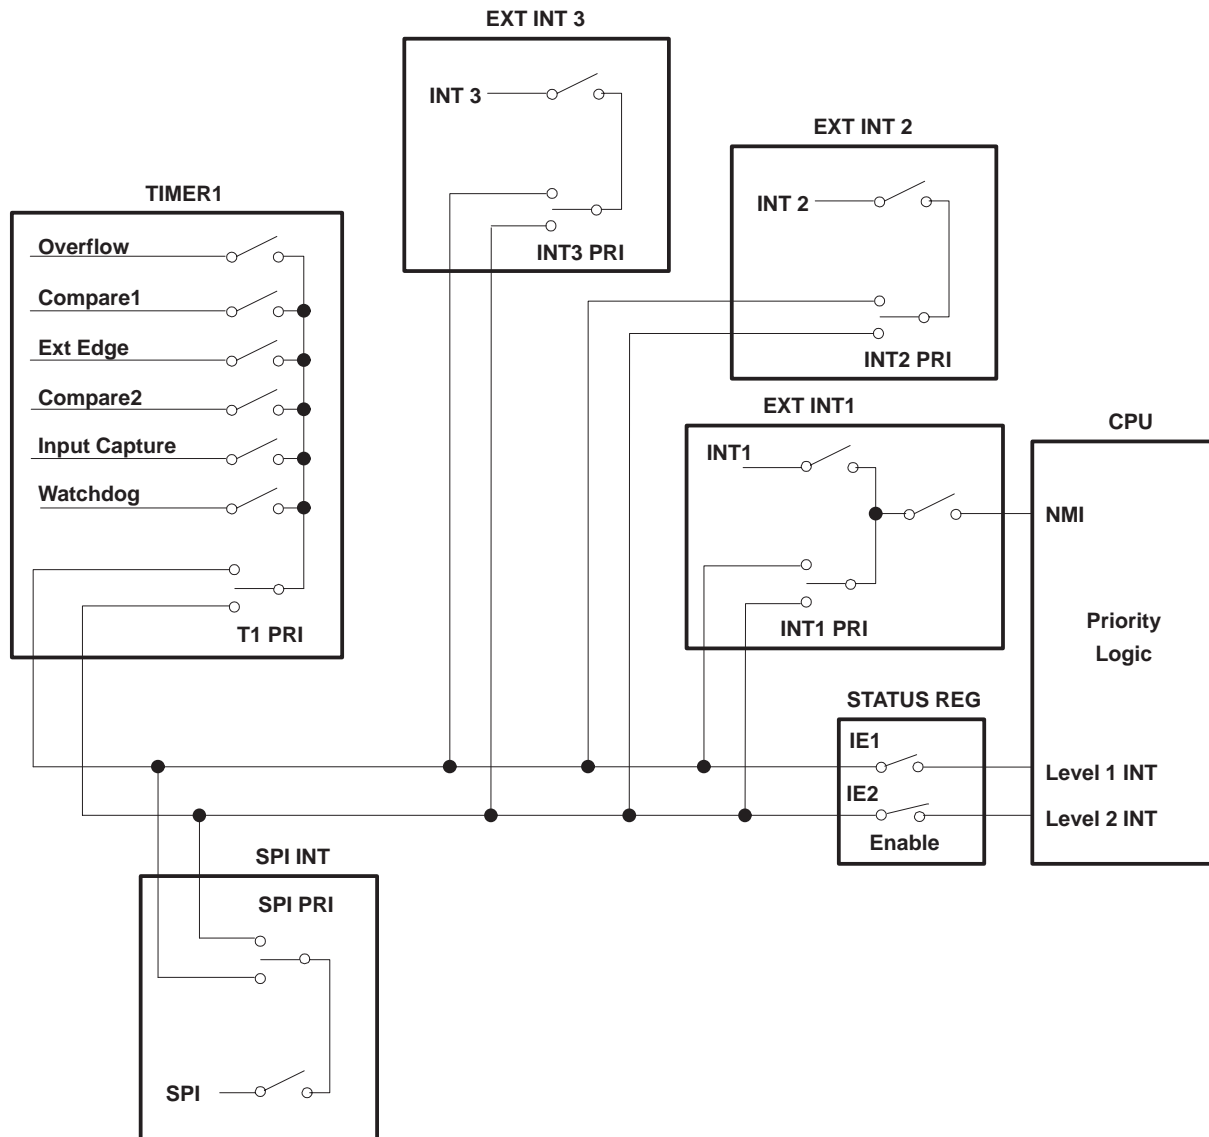 EXT INT 3
INT 3
INT3 PRI
EXT INT 2
INT 2
INT2 PRI
TIMER1
Overflow
Compare1
Ext Edge
Compare2
Input Capture
Watchdog
T1 PRI
EXT INT1
INT1
INT1 PRI
CPU
NMI
Priority
Logic
Level 1 INT
Level 2 INT
STATUS REG
IE1
IE2
Enable
SPI INT
SPI PRI
SPI